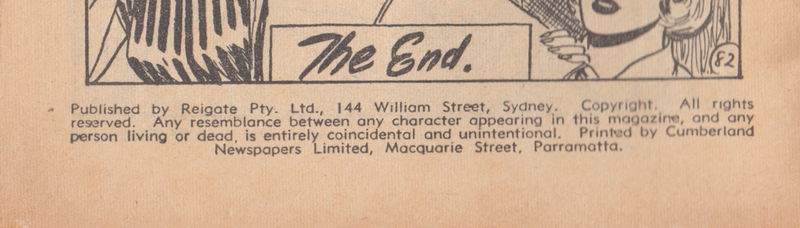 The End.
82
Published by Reigate Pty. Ltd., 144 William Street, Sydney. Copyright. All rights
reserved. Any resemblance between any character appearing in this magazine, and any
person living or dead, is entirely coincidental and unintentional. Printed by Cumberland
Newspapers Limited, Macquarie Street, Parramatta.